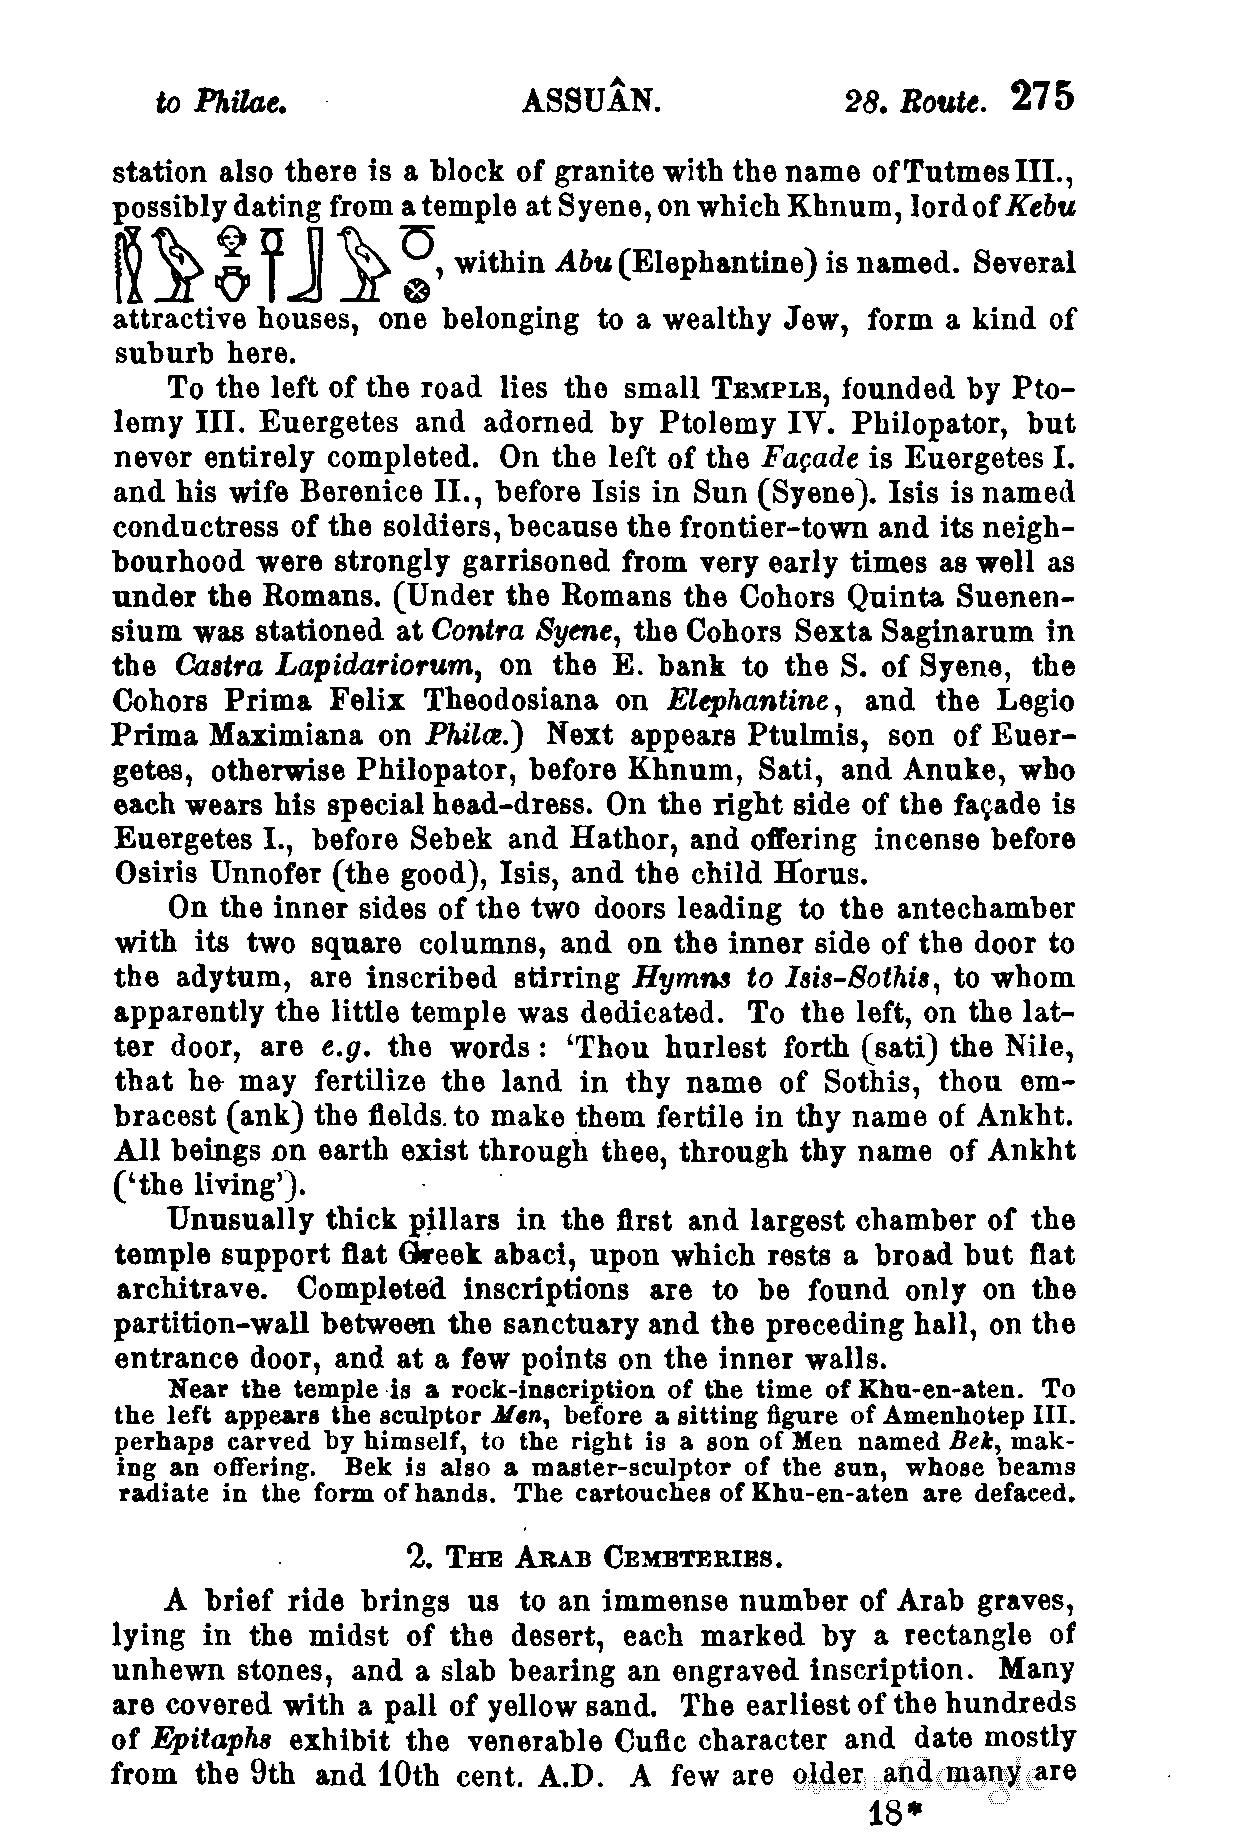 to Philae. ASSUÂN. 28. Route. 275
station also there is a block of granite with the name of Tutmes III.,
possibly dating from a temple at Syene, on which Khnum, lord of Kebu
, within Abu (Elephantine) is named. Several
attractive houses, one belonging to a wealthy Jew, form a kind of
suburb here.
To the left of the road lies the small TEMPLE, founded by Pto-
lemy III. Euergetes and adorned by Ptolemy IV. Philopator, but
never entirely completed. On the left of the Façade is Euergetes I.
and his wife Berenice II., before Isis in Sun (Syene). Isis is named
conductress of the soldiers, because the frontier-town and its neigh-
bourhood were strongly garrisoned from very early times as well as
under the Romans. (Under the Romans the Cohors Quinta Suenen-
sium was stationed at Contra Syene, the Cohors Sexta Saginarum in
the Castra Lapidariorum, on the E. bank to the S. of Syene, the
Cohors Prima Felix Theodosiana on Elephantine, and the Legio
Prima Maximiana on Philæ.) Next appears Ptulmis, son of Euer-
getes, otherwise Philopator, before Khnum, Sati, and Anuke, who
each wears his special head-dress. On the right side of the façade is
Euergetes I., before Sebek and Hathor, and offering incense before
Osiris Unnofer (the good), Isis, and the child Horus.
On the inner sides of the two doors leading to the antechamber
with its two square columns, and on the inner side of the door to
the adytum, are inscribed stirring Hymns to Isis-Sothis, to whom
apparently the little temple was dedicated. To the left, on the lat-
ter door, are e.g. the words: ‘Thou hurlest forth (sati) the Nile,
that he may fertilize the land in thy name of Sothis, thou em-
bracest (ank) the fields to make them fertile in thy name of Ankht.
All beings on earth exist through thee, through thy name of Ankht
(‘the living’).
Unusually thick pillars in the first and largest chamber of the
temple support flat Greek abaci, upon which rests a broad but flat
architrave. Completed inscriptions are to be found only on the
partition-wall between the sanctuary and the preceding hall, on the
entrance door, and at a few points on the inner walls.
Near the temple is a rock-inscription of the time of Khu-en-aten. To
the left appears the sculptor Men, before a sitting figure of Amenhotep III.
perhaps carved by himself, to the right is a son of Men named Bek, mak-
ing an offering. Bek is also a master-sculptor of the sun, whose beams
radiate in the form of hands. The cartouches of Khu-en-aten are defaced.
2. THE ARAB CEMETERIES.
A brief ride brings us to an immense number of Arab graves,
lying in the midst of the desert, each marked by a rectangle of
unhewn stones, and a slab bearing an engraved inscription. Many
are covered with a pall of yellow sand. The earliest of the hundreds
of Epitaphs exhibit the venerable Cufic character and date mostly
from the 9th and 10th cent. A.D. A few are older and many are
18*